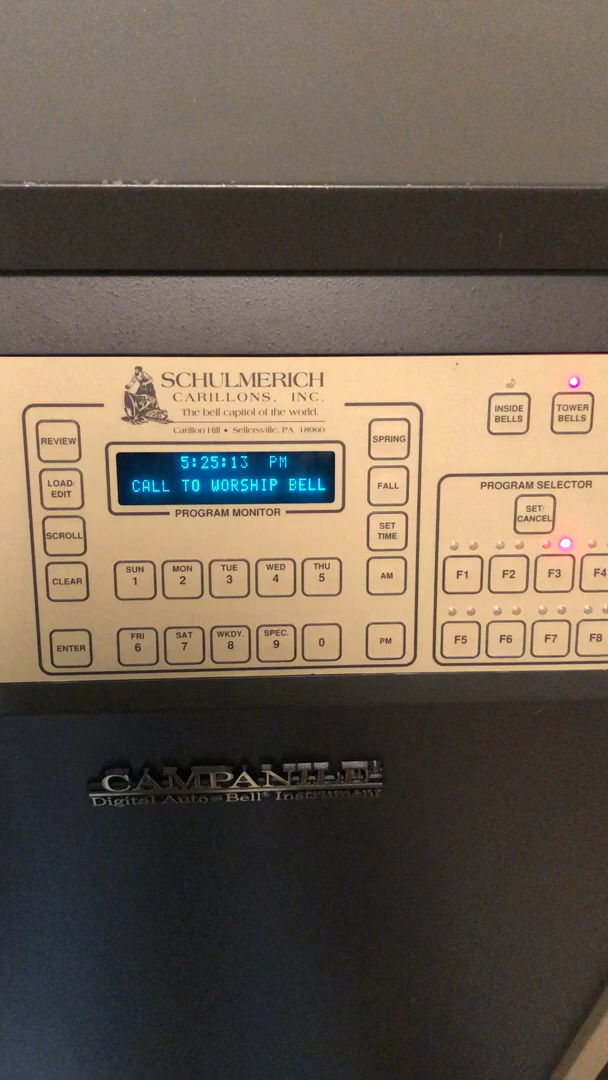 SCHULMERICH
CARILLONS, INC.
The bell capitol of the world.
Carillon Hill • Sellersville, PA 18960
5:25:13 PM
CALL TO WORSHIP BELL
PROGRAM MONITOR
REVIEW
LOAD/
EDIT
SCROLL
CLEAR
ENTER
SUN
1
MON
2
TUE
3
WED
4
THU
5
FRI
6
SAT
7
WKDY.
8
SPEC.
9
0
SPRING
FALL
SET
TIME
AM
PM
INSIDE
BELLS
TOWER
BELLS
PROGRAM SELECTOR
SET/
CANCEL
F1
F2
F3
F4
F5
F6
F7
F8
CAMPANILE
Digital Auto-Bell® Instrument